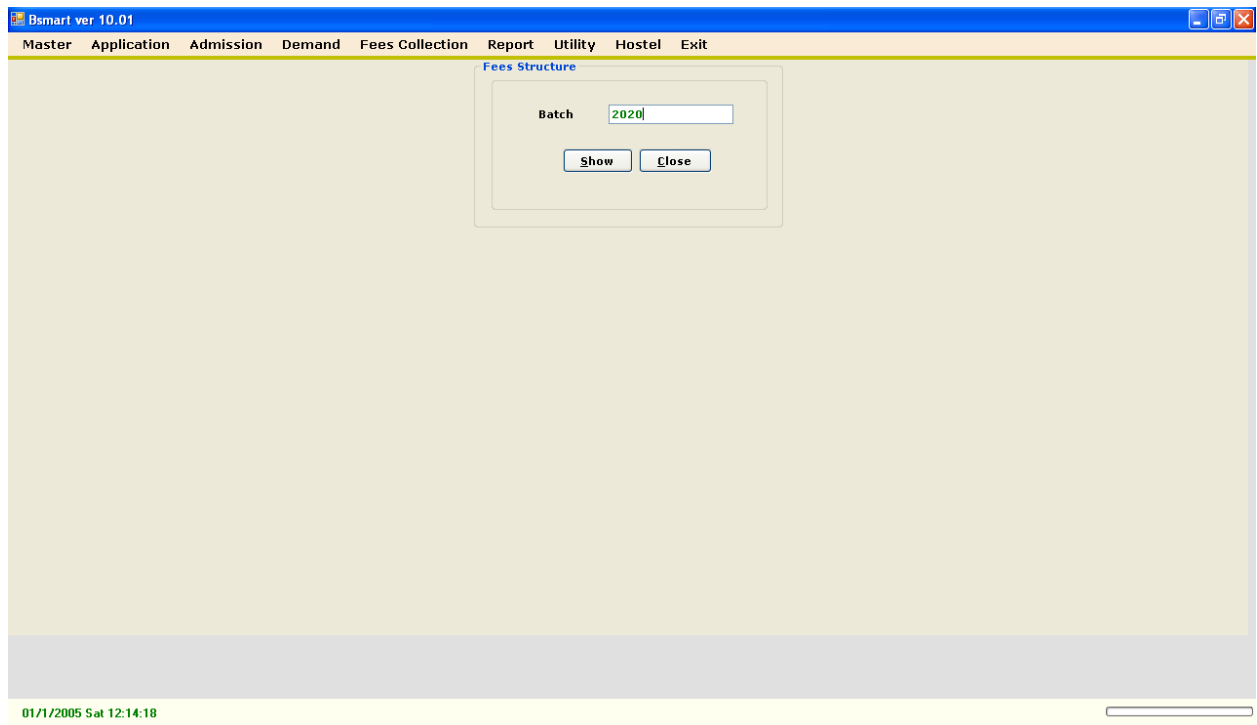 Bsmart ver 10.01
Master Application Admission Demand Fees Collection Report Utility Hostel Exit
Fees Structure
Batch 2020
Show Close
01/1/2005 Sat 12:14:18